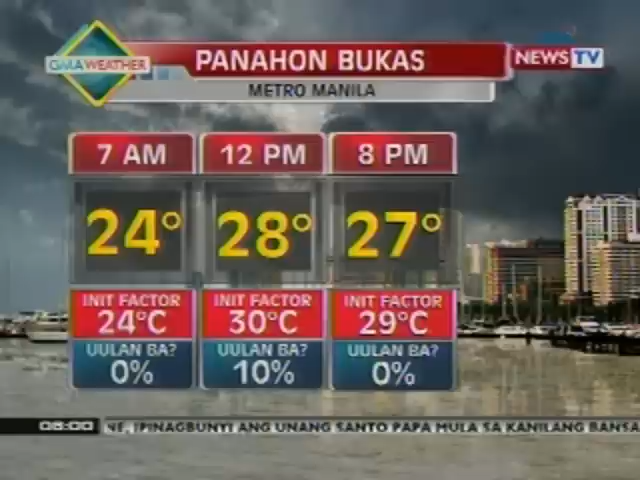 GMA WEATHER
PANAHON BUKAS
NEWS TV
METRO MANILA
7 AM
12 PM
8 PM
24°
28°
27°
INIT FACTOR
24°C
INIT FACTOR
30°C
INIT FACTOR
29°C
UULAN BA?
0%
UULAN BA?
10%
UULAN BA?
0%
08:00
NE, IPINAGBUNYI ANG UNANG SANTO PAPA MULA SA KANILANG BANSA